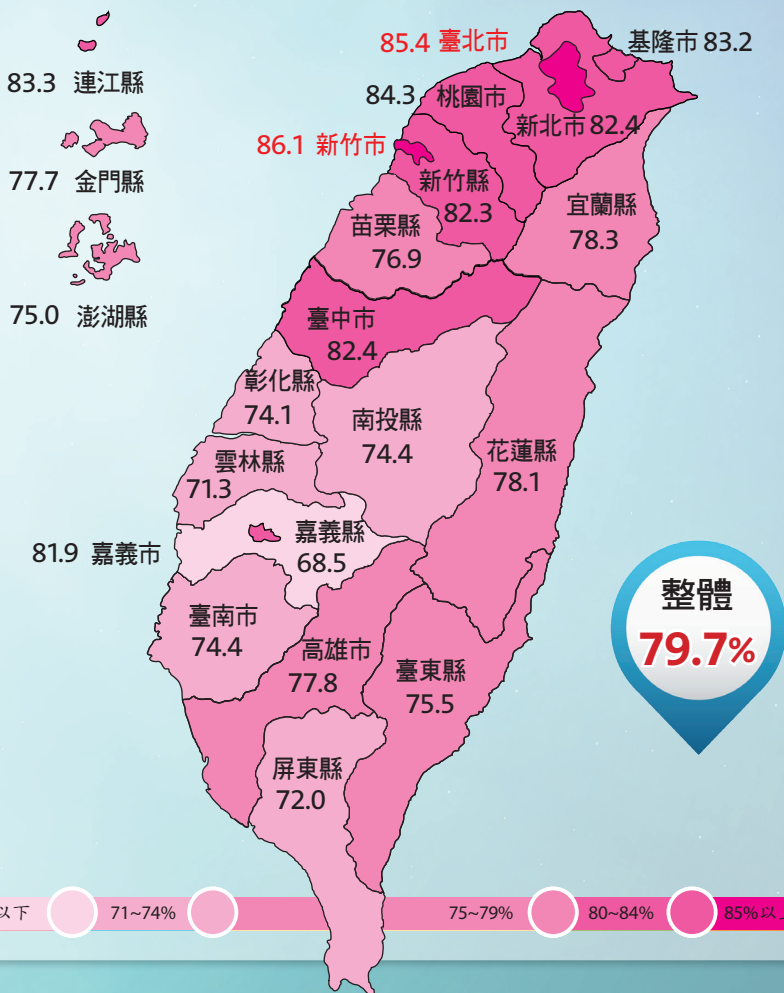 85.4 臺北市
基隆市 83.2
83.3 連江縣
84.3 桃園市
新北市 82.4
86.1 新竹市
77.7 金門縣
新竹縣
82.3
宜蘭縣
78.3
苗栗縣
76.9
75.0 澎湖縣
臺中市
82.4
彰化縣
74.1
南投縣
74.4
花蓮縣
78.1
雲林縣
71.3
81.9 嘉義市
嘉義縣
68.5
整體
79.7%
臺南市
74.4
高雄市
77.8
臺東縣
75.5
屏東縣
72.0
以下
71~74%
75~79%
80~84%
85%以上